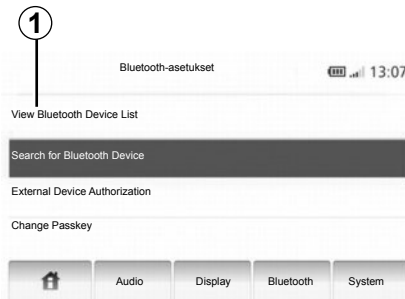 1
Bluetooth-asetukset 13:07
View Bluetooth Device List
Search for Bluetooth Device
External Device Authorization
Change Passkey
Audio Display Bluetooth System